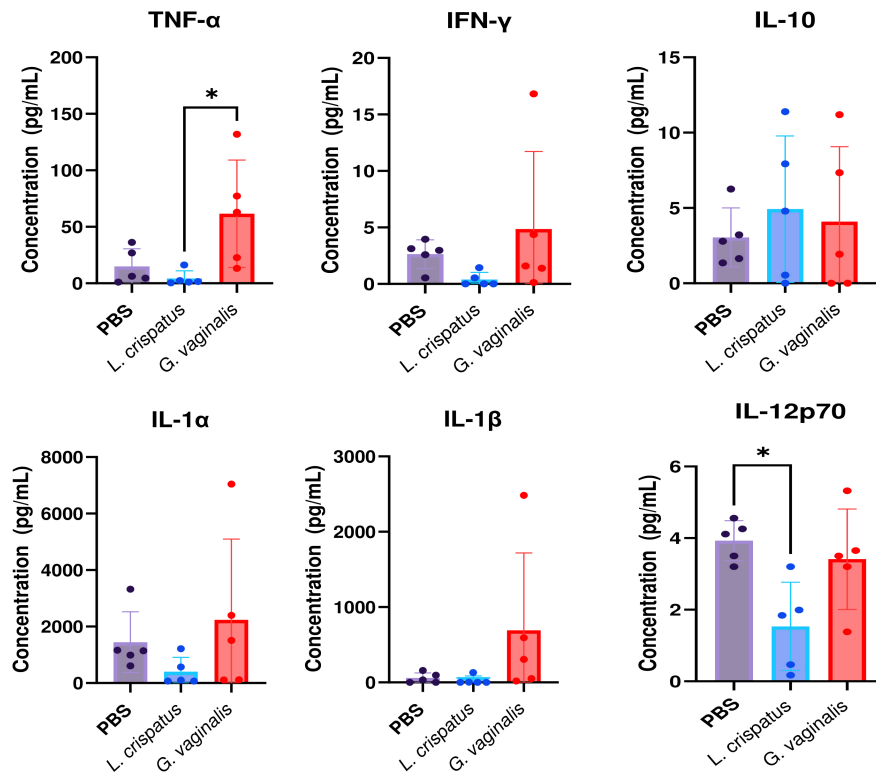 TNF-α
Concentration (pg/mL)
200
150
100
50
0
*
PBS
L. crispatus
G. vaginalis
IFN-γ
Concentration (pg/mL)
20
15
10
5
0
PBS
L. crispatus
G. vaginalis
IL-10
Concentration (pg/mL)
15
10
5
0
PBS
L. crispatus
G. vaginalis
IL-1α
Concentration (pg/mL)
8000
6000
4000
2000
0
PBS
L. crispatus
G. vaginalis
IL-1β
Concentration (pg/mL)
3000
2000
1000
0
PBS
L. crispatus
G. vaginalis
IL-12p70
Concentration (pg/mL)
6
4
2
0
*
PBS
L. crispatus
G. vaginalis